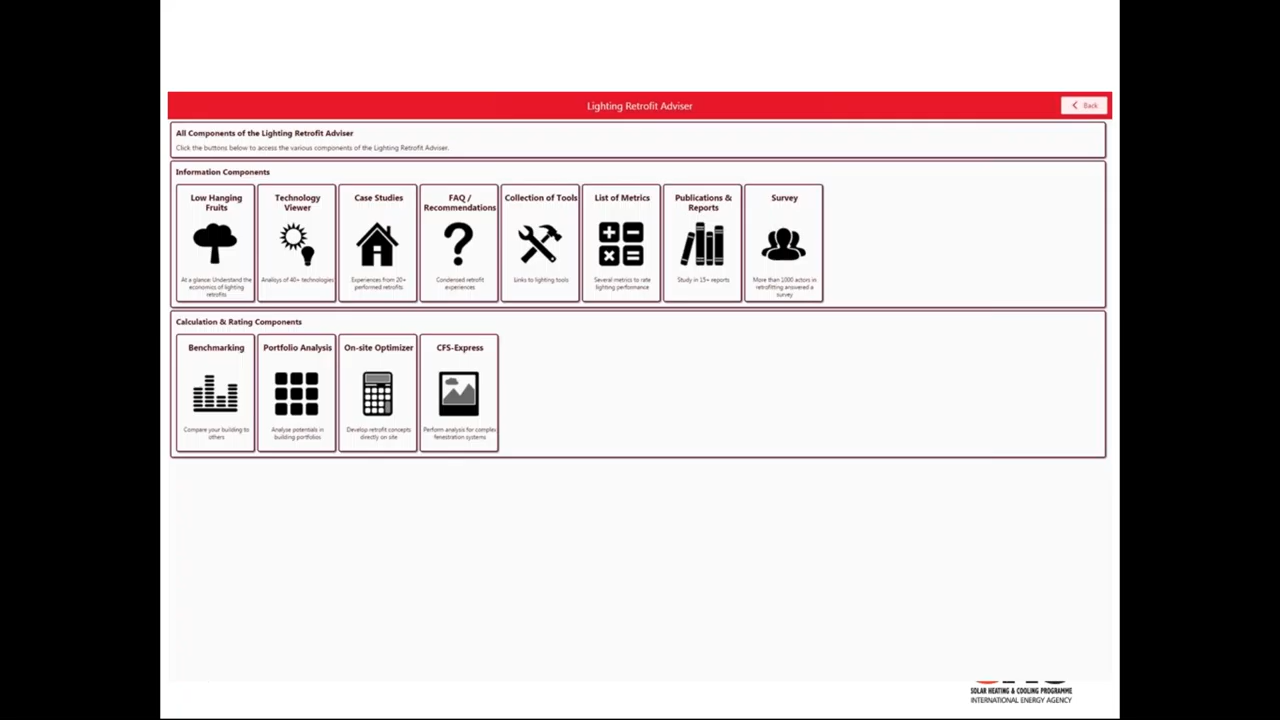 Lighting Retrofit Adviser
Back
All Components of the Lighting Retrofit Adviser
Click the buttons below to access the various components of the Lighting Retrofit Adviser.
Information Components
Low Hanging
Fruits
At a glance: Understand the
economics of lighting
retrofits
Technology
Viewer
Analisys of 40+ technologies
Case Studies
Experiences from 20+
performed retrofits
FAQ /
Recommendations
Condensed retrofit
experiences
Collection of Tools
Links to lighting tools
List of Metrics
Several metrics to rate
lighting performance
Publications &
Reports
Study in 15+ reports
Survey
More than 1000 actors in
retrofitting answered a
survey
Calculation & Rating Components
Benchmarking
Compare your building to
others
Portfolio Analysis
Analyse potentials in
building portfolios
On-site Optimizer
Develop retrofit concepts
directly on site
CFS-Express
Perform analysis for complex
fenestration systems
SOLAR HEATING & COOLING PROGRAMME
INTERNATIONAL ENERGY AGENCY